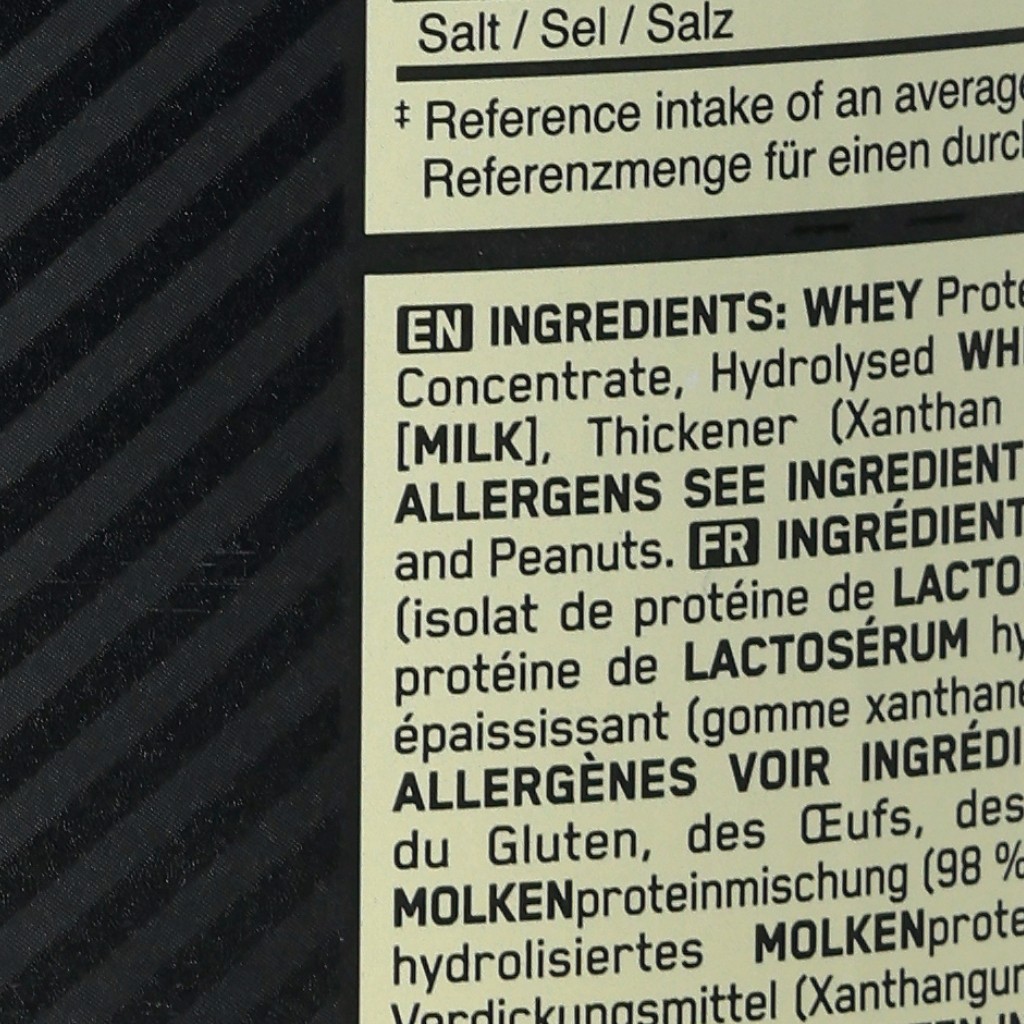 Salt / Sel / Salz
‡ Reference intake of an average
Referenzmenge für einen durch
EN INGREDIENTS: WHEY Prote
Concentrate, Hydrolysed WH
[MILK], Thickener (Xanthan
ALLERGENS SEE INGREDIENT
and Peanuts. FR INGRÉDIENT
(isolat de protéine de LACTO
protéine de LACTOSÉRUM hy
épaississant (gomme xanthane
ALLERGÈNES VOIR INGRÉDI
du Gluten, des Œufs, des
MOLKENproteinmischung (98 %
hydrolisiertes MOLKENprote
Verdickungsmittel (Xanthangum